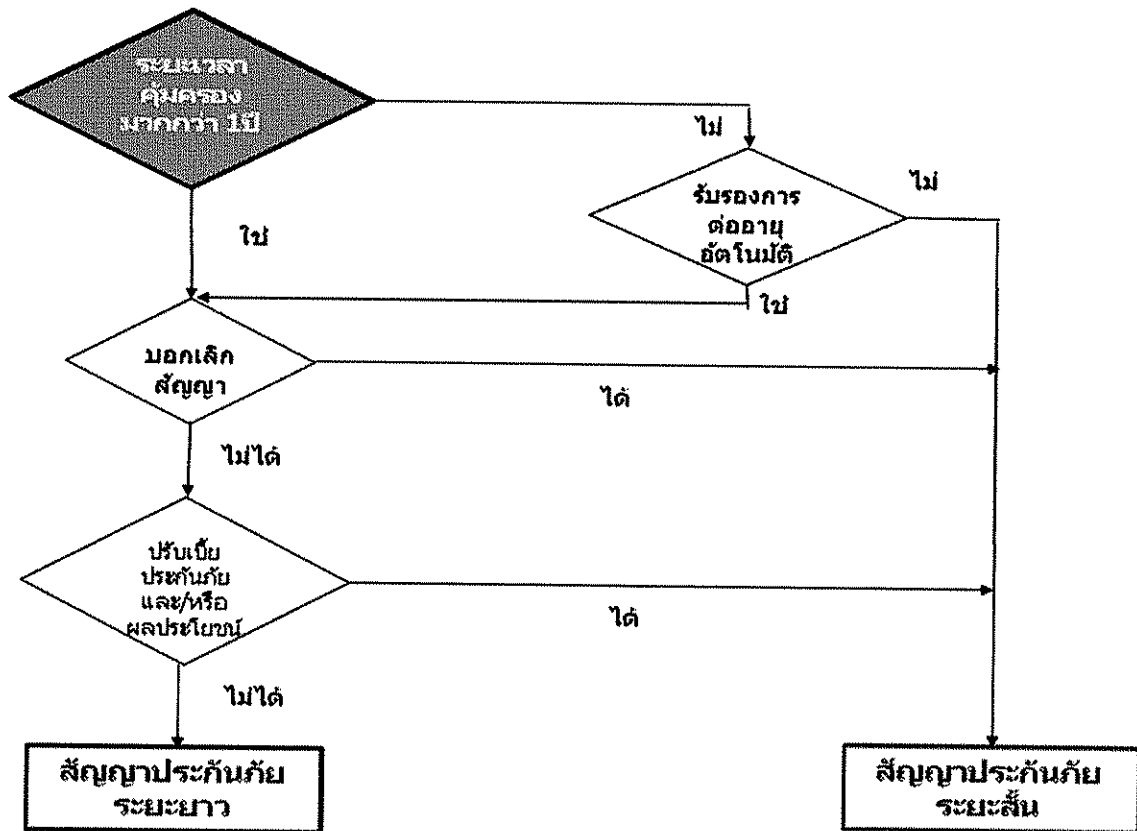 ระยะเวลา
คุ้มครอง
มากกว่า 1ปี
ไม่
รับรองการ
ต่ออายุ
อัตโนมัติ
ไม่
ใช่
ใช่
บอกเลิก
สัญญา
ได้
ไม่ได้
ปรับเบี้ย
ประกันภัย
และ/หรือ
ผลประโยชน์
ได้
ไม่ได้
สัญญาประกันภัย
ระยะยาว
สัญญาประกันภัย
ระยะสั้น